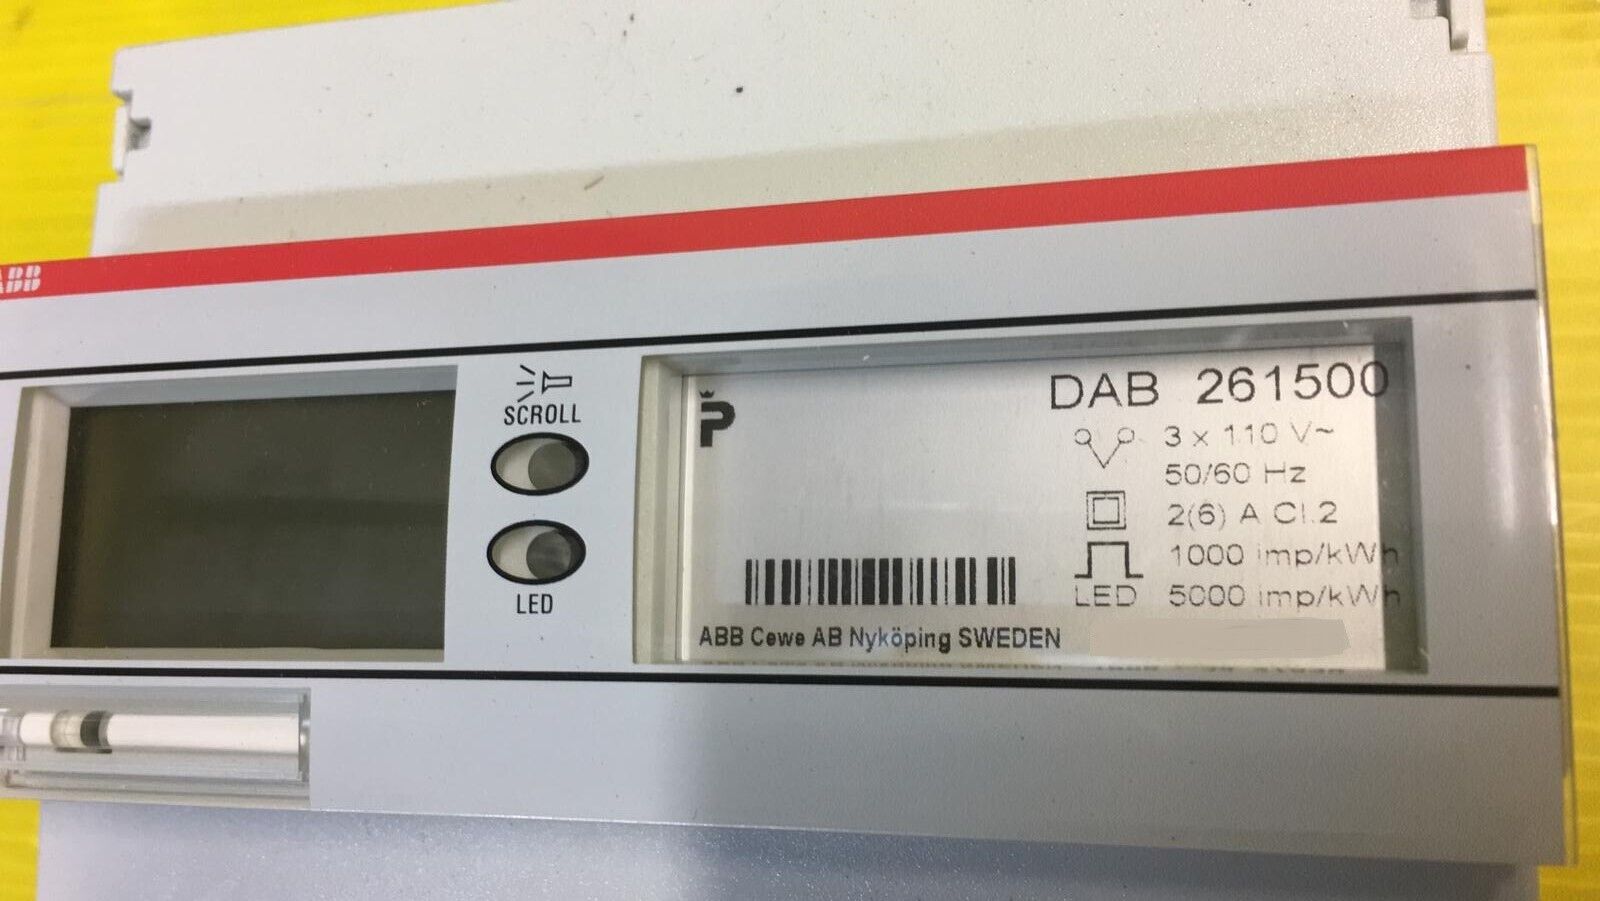 ABB
SCROLL
LED
P
DAB 261500
3 x 110 V~
50/60 Hz
2(6) A Cl.2
1000 imp/kWh
LED 5000 imp/kWh
ABB Cewe AB Nyköping SWEDEN